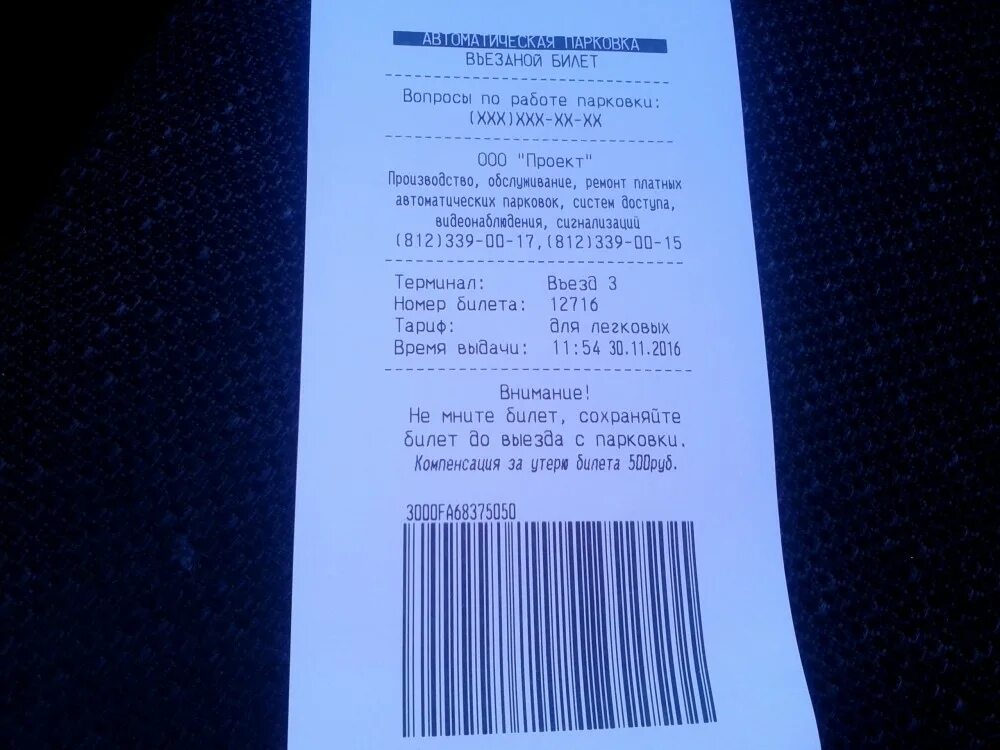 АВТОМАТИЧЕСКАЯ ПАРКОВКА
ВЪЕЗДНОЙ БИЛЕТ
Вопросы по работе парковки:
(XXX)XXX-XX-XX
ООО "Проект"
Производство, обслуживание, ремонт платных
автоматических парковок, систем доступа,
видеонаблюдения, сигнализаций
(812)339-00-17,(812)339-00-15
Терминал: Въезд 3
Номер билета: 12716
Тариф: для легковых
Время выдачи: 11:54 30.11.2016
Внимание!
Не мните билет, сохраняйте
билет до выезда с парковки.
Компенсация за утерю билета 500руб.
3000FA68375050